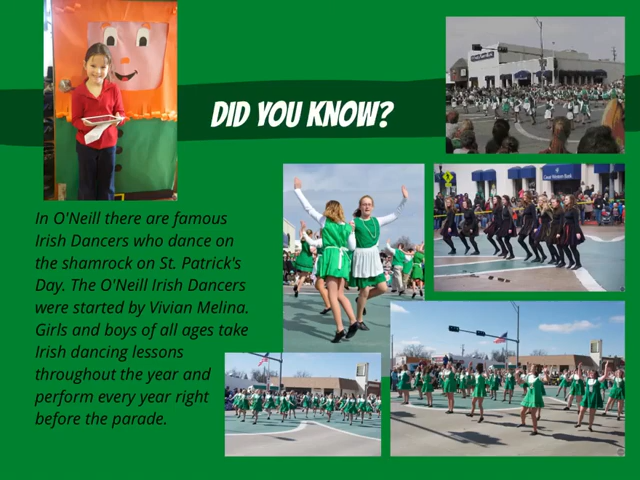 DID YOU KNOW?
In O'Neill there are famous
Irish Dancers who dance on
the shamrock on St. Patrick's
Day. The O'Neill Irish Dancers
were started by Vivian Melina.
Girls and boys of all ages take
Irish dancing lessons
throughout the year and
perform every year right
before the parade.